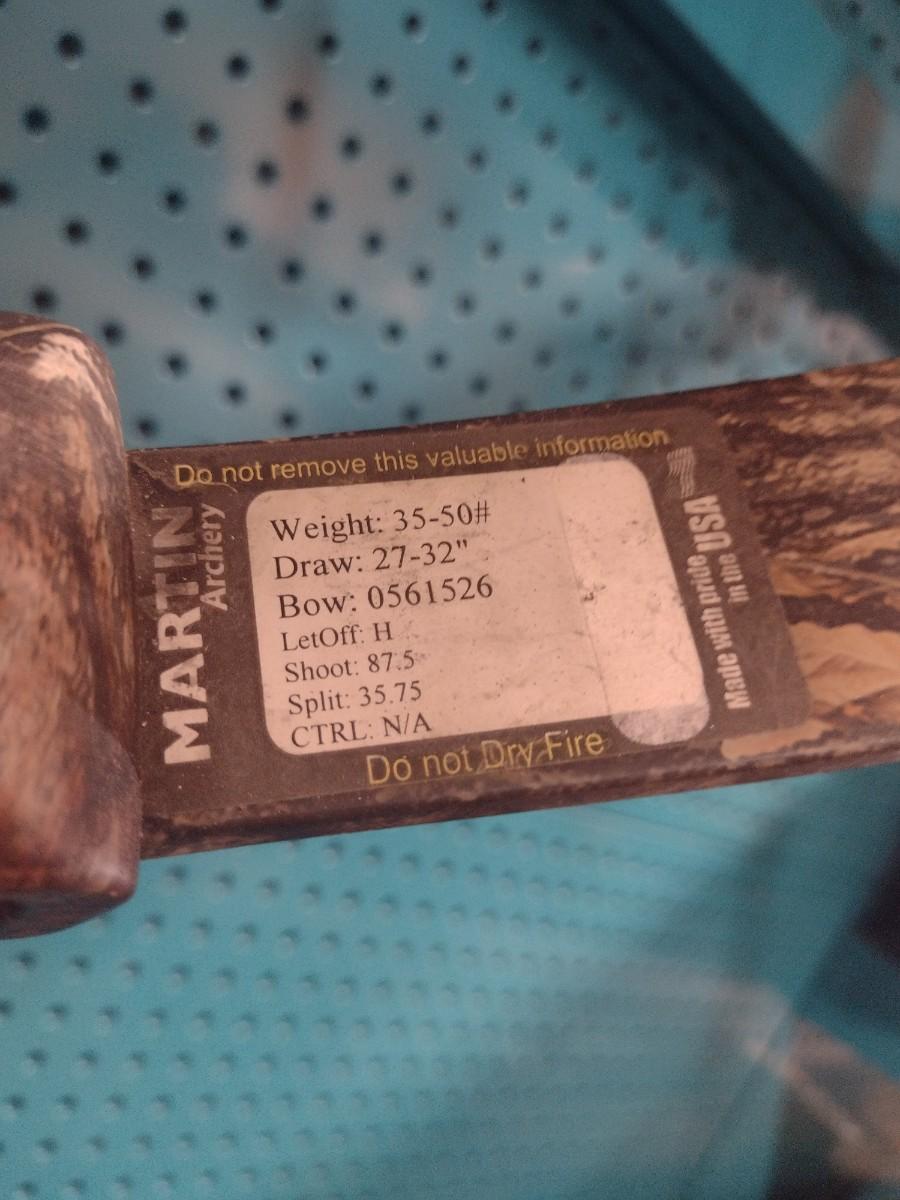 Do not remove this valuable information
MARTIN
Archery
Weight: 35-50#
Draw: 27-32"
Bow: 0561526
LetOff: H
Shoot: 87.5
Split: 35.75
CTRL: N/A
Made with pride
in the USA
Do not Dry Fire